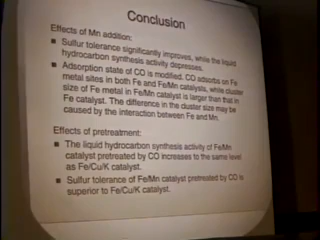 Conclusion
Effects of Mn addition:
■ Sulfur tolerance significantly improves, while the liquid
hydrocarbon synthesis activity depresses.
■ Adsorption state of CO is modified. CO adsorbs on Fe
metal sites in both Fe and Fe/Mn catalysts, while cluster
size of Fe metal in Fe/Mn catalyst is larger than that in
Fe catalyst. The difference in the cluster size may be
caused by the interaction between Fe and Mn.
Effects of pretreatment:
■ The liquid hydrocarbon synthesis activity of Fe/Mn
catalyst pretreated by CO increases to the same level
as Fe/Cu/K catalyst.
■ Sulfur tolerance of Fe/Mn catalyst pretreated by CO is
superior to Fe/Cu/K catalyst.